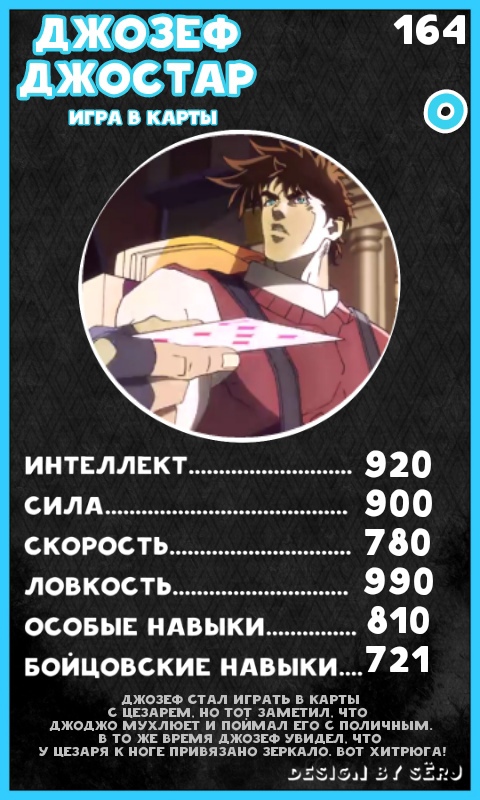 ДЖОЗЕФ
ДЖОСТАР
164
ИГРА В КАРТЫ
ИНТЕЛЛЕКТ................................ 920
СИЛА................................................ 900
СКОРОСТЬ.................................... 780
ЛОВКОСТЬ................................... 990
ОСОБЫЕ НАВЫКИ.................. 810
БОЙЦОВСКИЕ НАВЫКИ....721
ДЖОЗЕФ СТАЛ ИГРАТЬ В КАРТЫ
С ЦЕЗАРЕМ, НО ТОТ ЗАМЕТИЛ, ЧТО
ДЖОДЖО МУХЛЮЕТ И ПОЙМАЛ ЕГО С ПОЛИЧНЫМ.
В ТО ЖЕ ВРЕМЯ ДЖОЗЕФ УВИДЕЛ, ЧТО
У ЦЕЗАРЯ К НОГЕ ПРИВЯЗАНО ЗЕРКАЛО. ВОТ ХИТРЮГА!
DESIGN BY SЁRJ